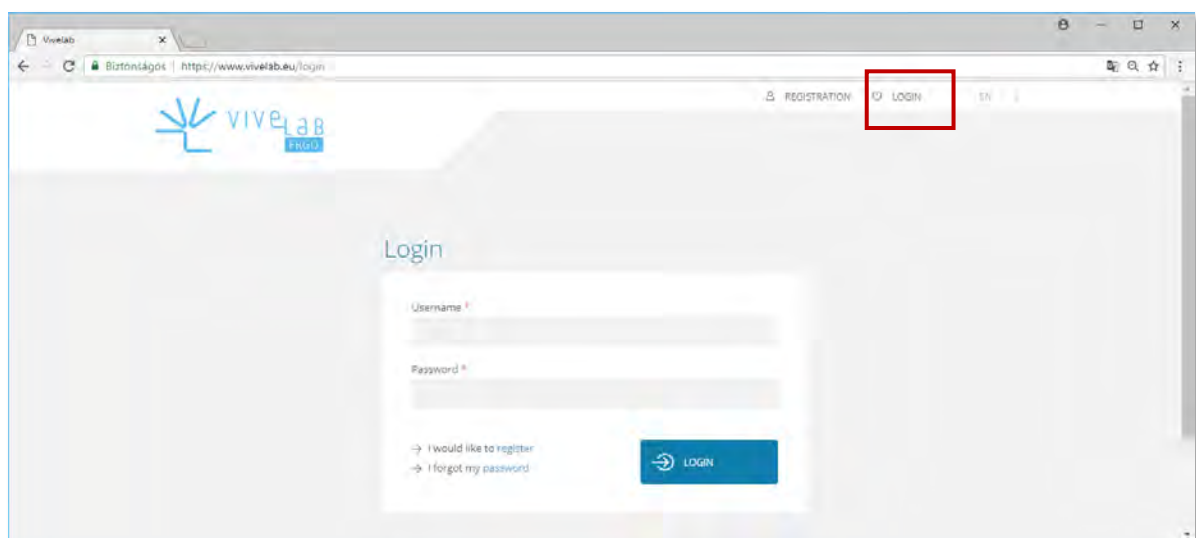 Vivelab
Biztonságos https://www.vivelab.eu/login
REGISTRATION LOGIN EN
VIVELAB
ERGO
Login
Username *
Password *
→ I would like to register
→ I forgot my password
LOGIN